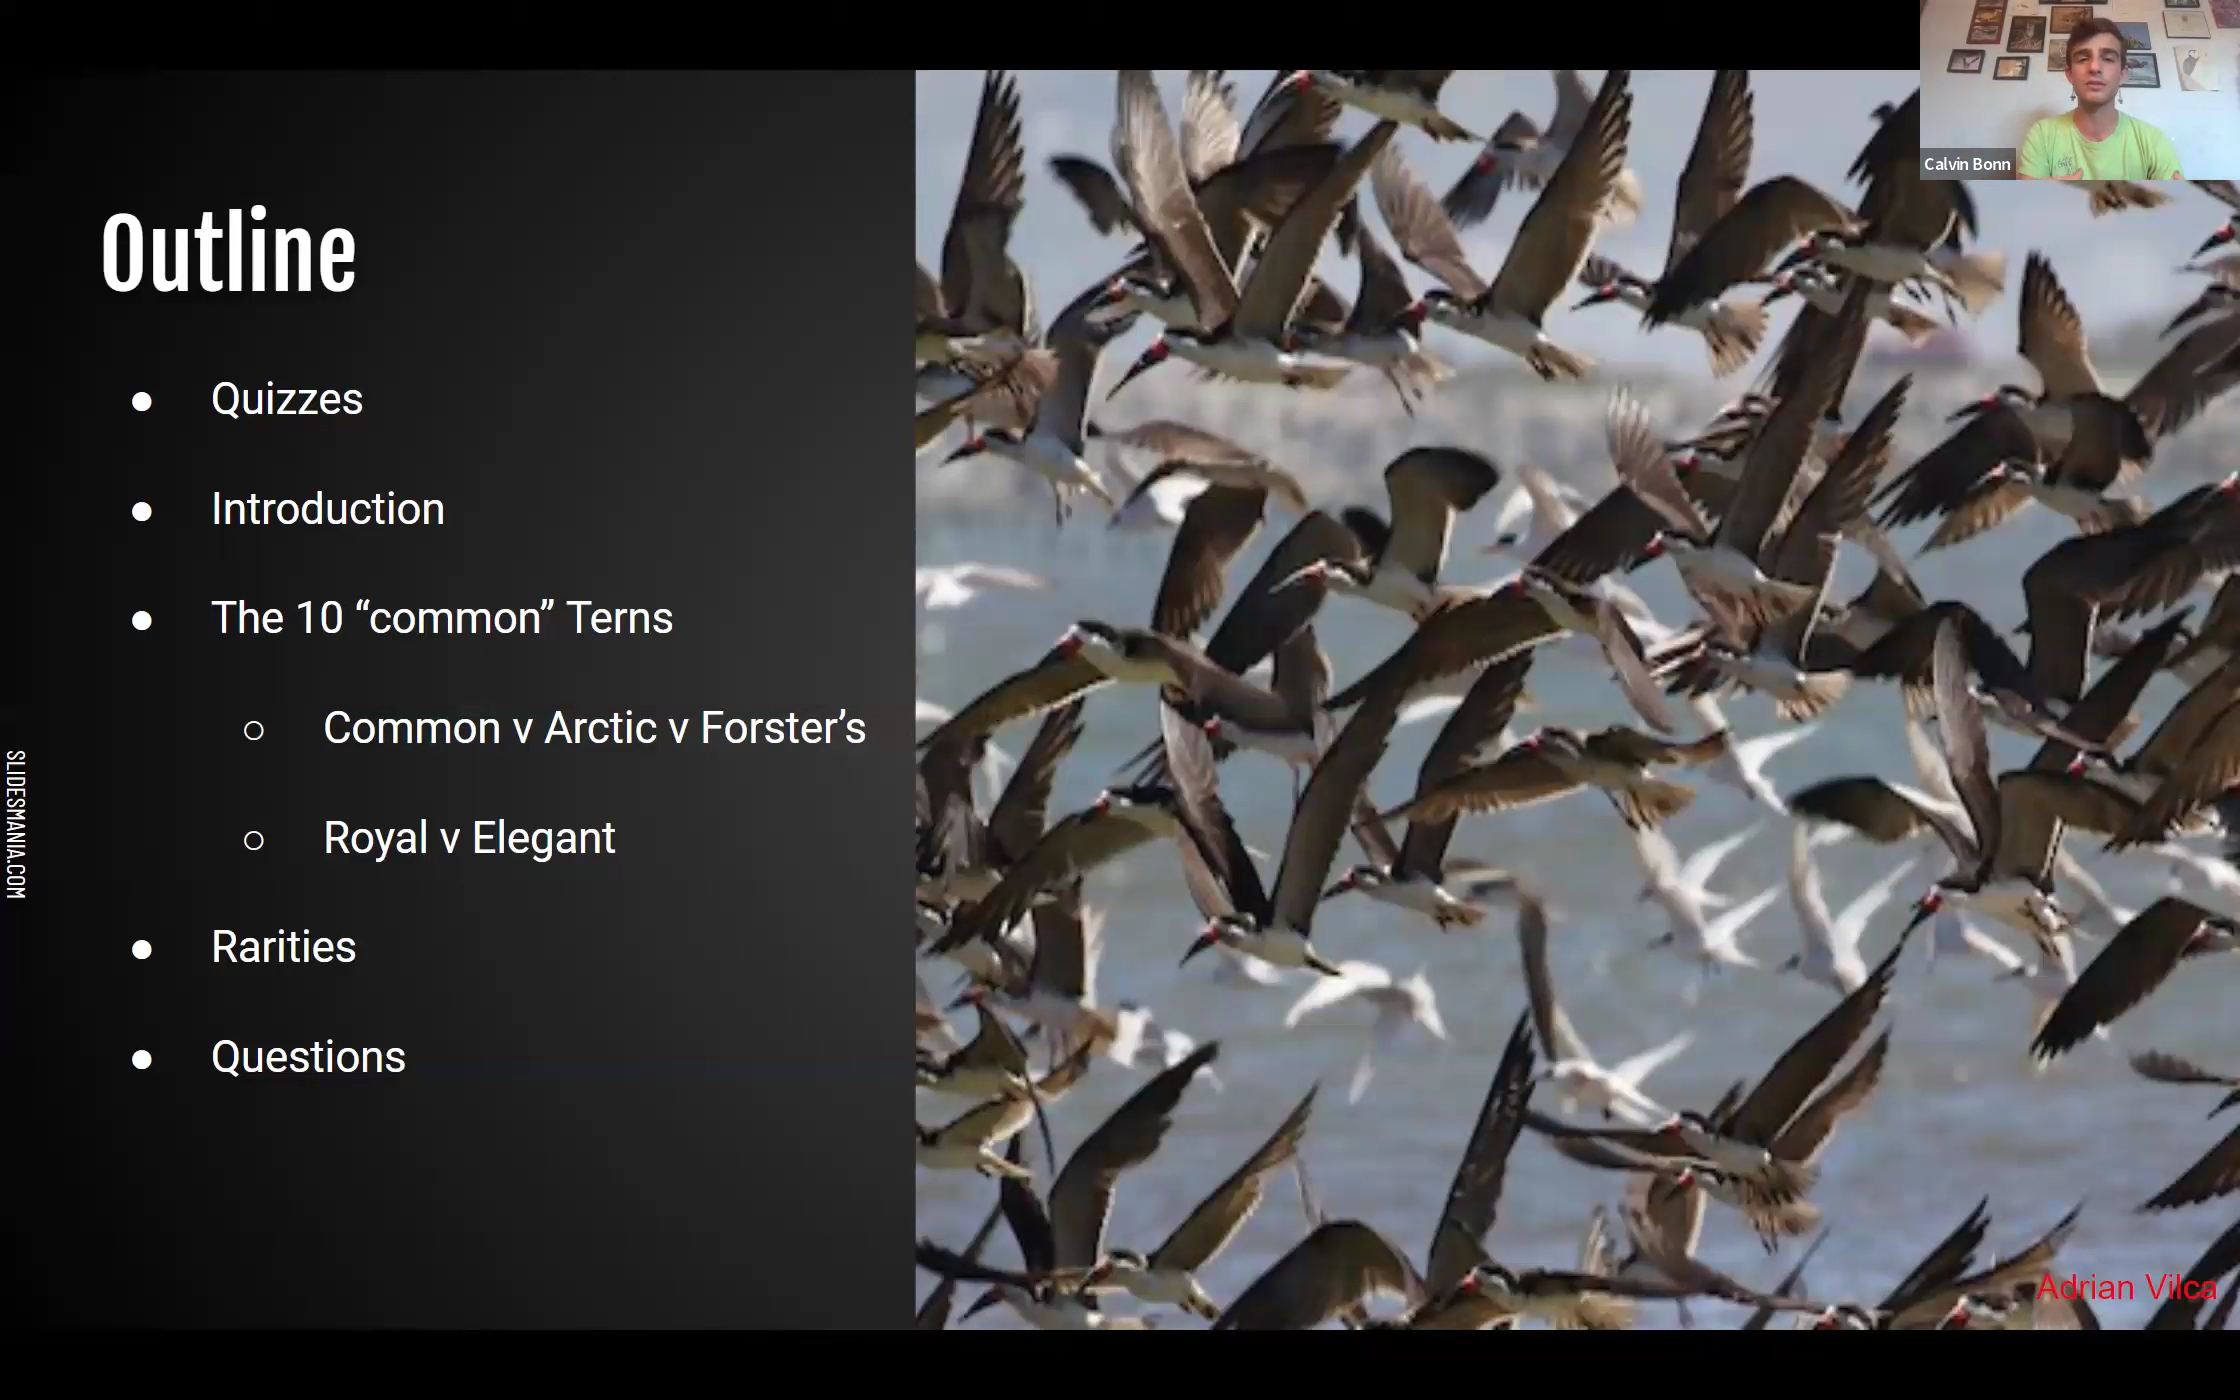 Calvin Bonn
Outline
● Quizzes
● Introduction
● The 10 “common” Terns
○ Common v Arctic v Forster’s
○ Royal v Elegant
● Rarities
● Questions
SLIDESMANIA.COM
Adrian Vilca